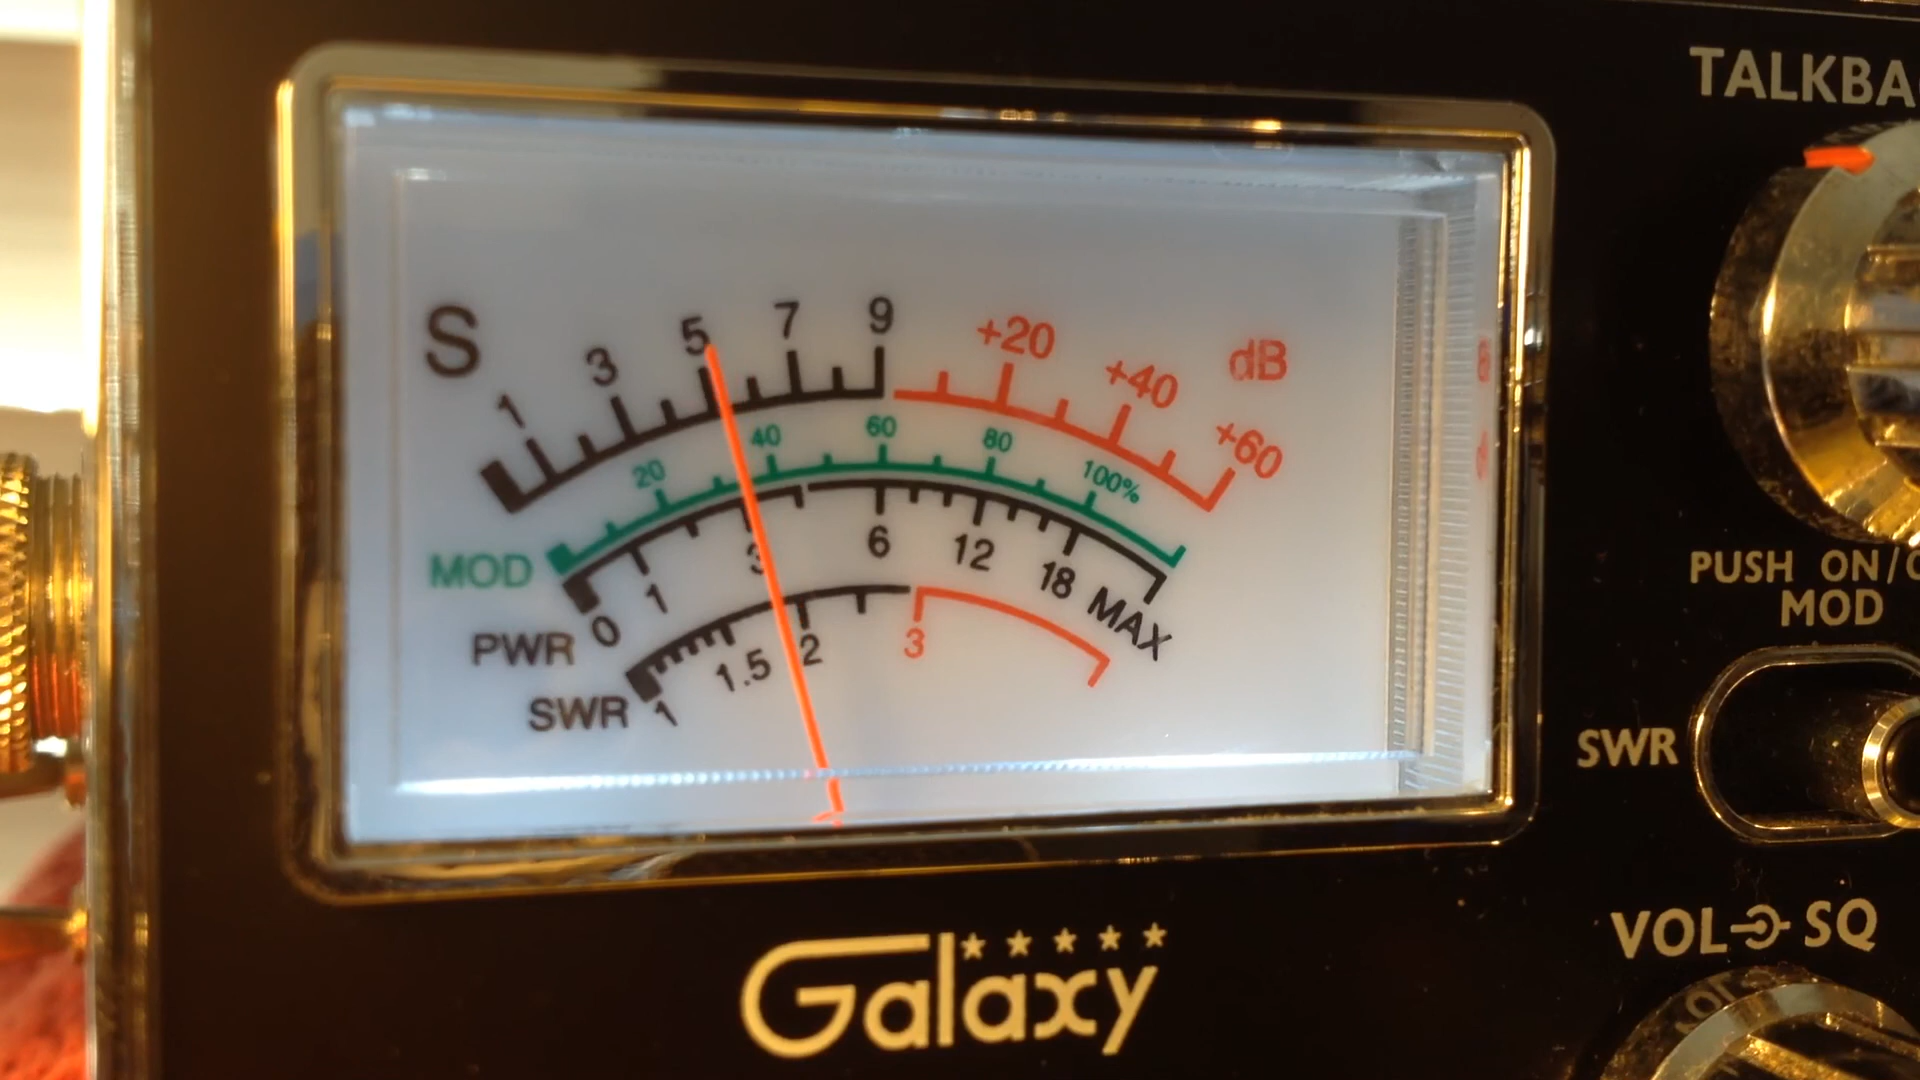 TALKBA
S 1 3 5 7 9 +20 +40 +60 dB
MOD 20 40 60 80 100%
PWR 0 1 3 6 12 18 MAX
SWR 1 1.5 2 3
PUSH ON/
MOD
SWR
VOL SQ
Galaxy